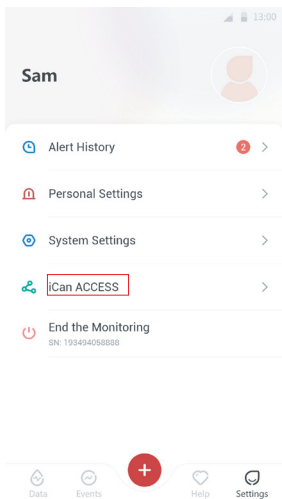 13:00
Sam
Alert History 2
Personal Settings
System Settings
iCan ACCESS
End the Monitoring
SN: 193494058888
Data Events Help Settings